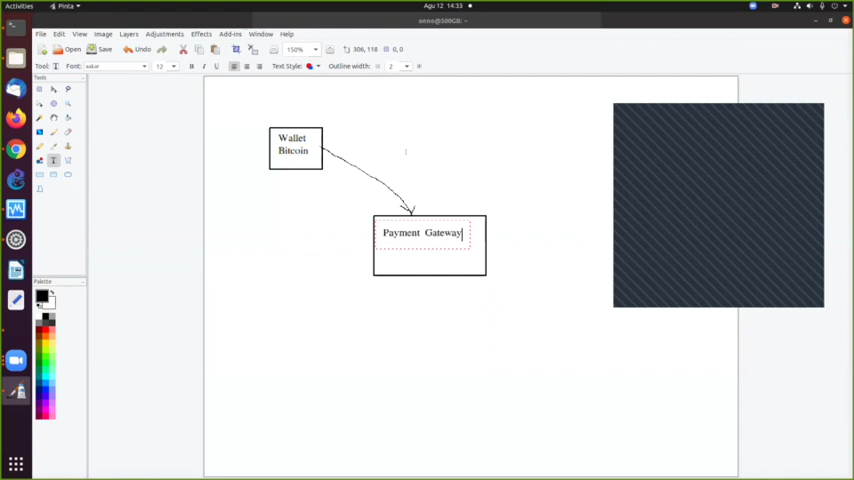 Activities
Pinta
Agu 12 14:33
onno@500GB: ~
File Edit View Image Layers Adjustments Effects Add-ins Window Help
Open Save Undo 150% 306, 118 0, 0
Tool: T Font: 12 B I U Text Style: Outline width: 2
Tools
Wallet
Bitcoin
Payment Gateway
Palette